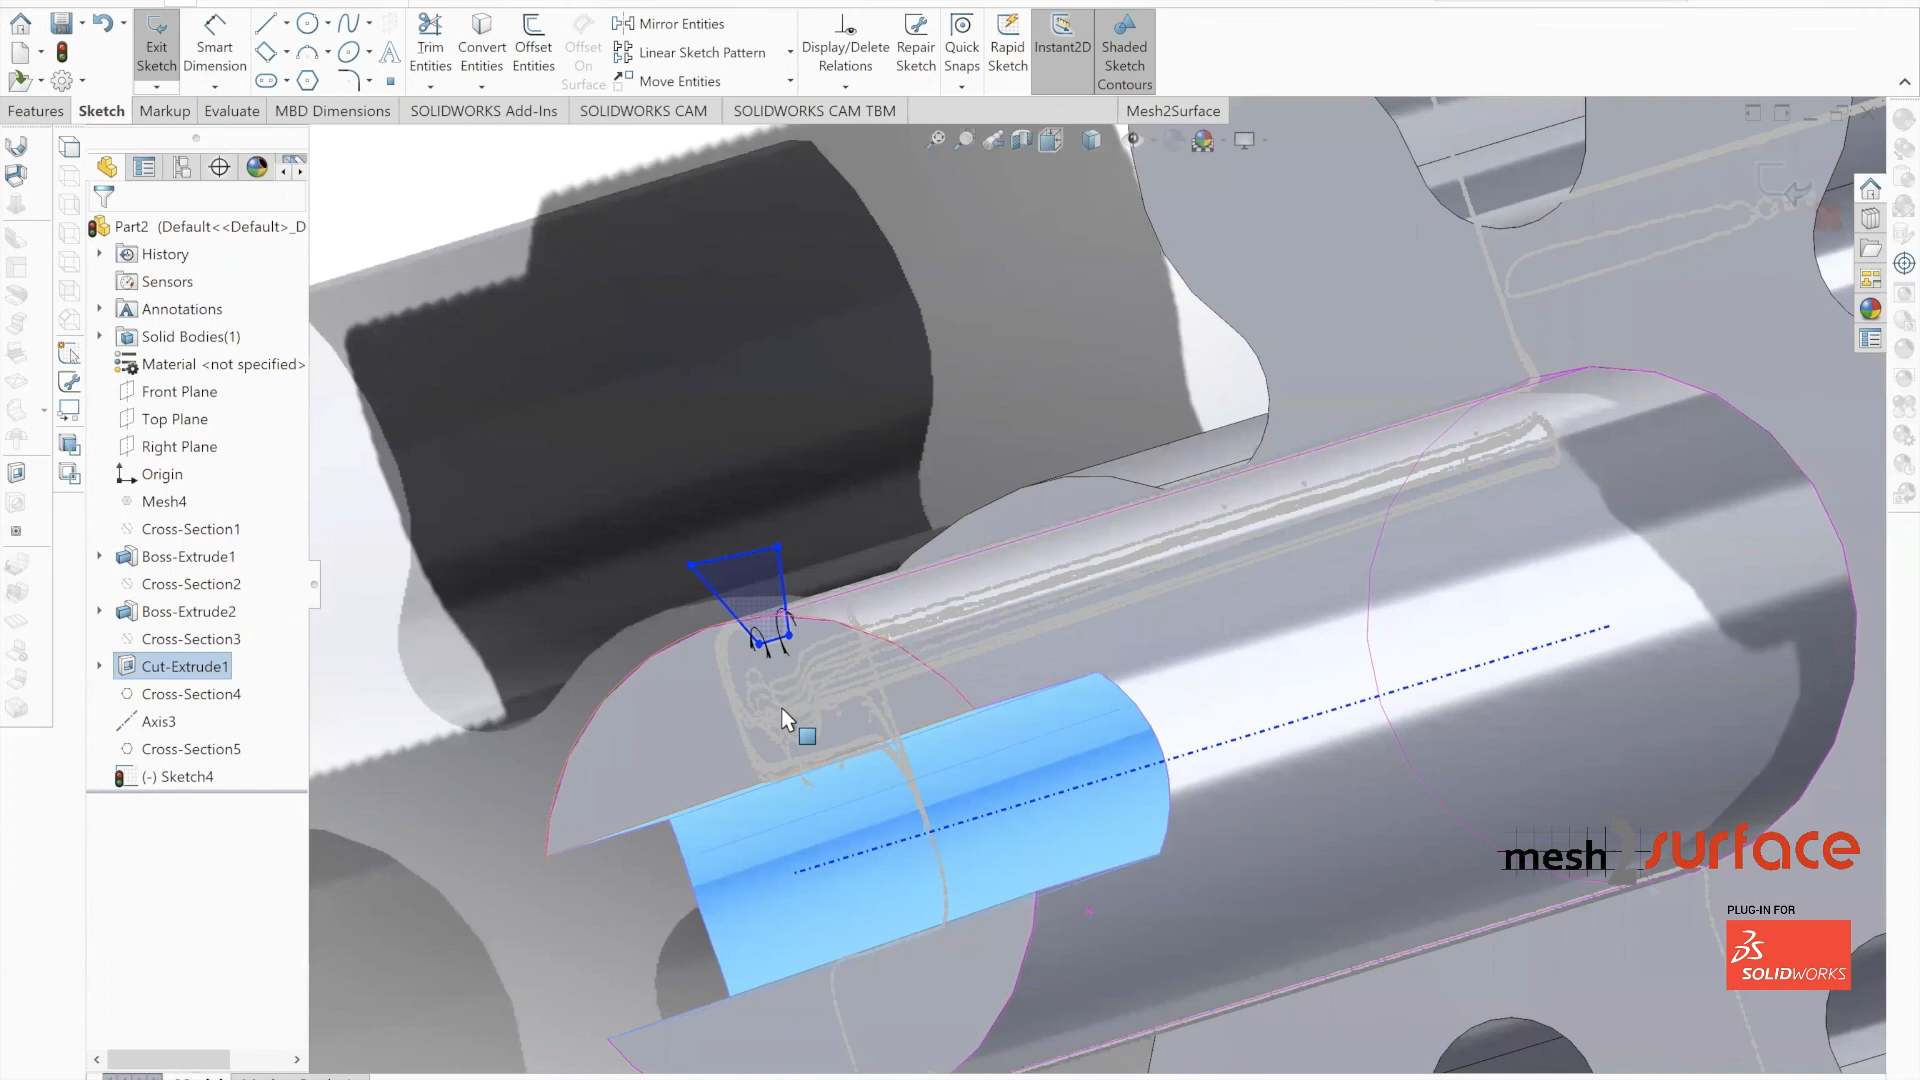 Exit Sketch
Smart Dimension
Trim Entities
Convert Entities
Offset Entities
Offset On Surface
Mirror Entities
Linear Sketch Pattern
Move Entities
Display/Delete Relations
Repair Sketch
Quick Snaps
Rapid Sketch
Instant2D
Shaded Sketch Contours
Features
Sketch
Markup
Evaluate
MBD Dimensions
SOLIDWORKS Add-Ins
SOLIDWORKS CAM
SOLIDWORKS CAM TBM
Mesh2Surface
Part2 (Default<<Default>_D
History
Sensors
Annotations
Solid Bodies(1)
Material <not specified>
Front Plane
Top Plane
Right Plane
Origin
Mesh4
Cross-Section1
Boss-Extrude1
Cross-Section2
Boss-Extrude2
Cross-Section3
Cut-Extrude1
Cross-Section4
Axis3
Cross-Section5
(-) Sketch4
mesh2surface
PLUG-IN FOR
SOLIDWORKS